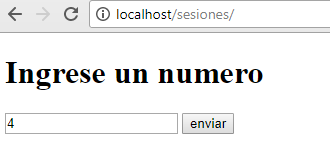 localhost/sesiones/
Ingrese un numero
4
enviar